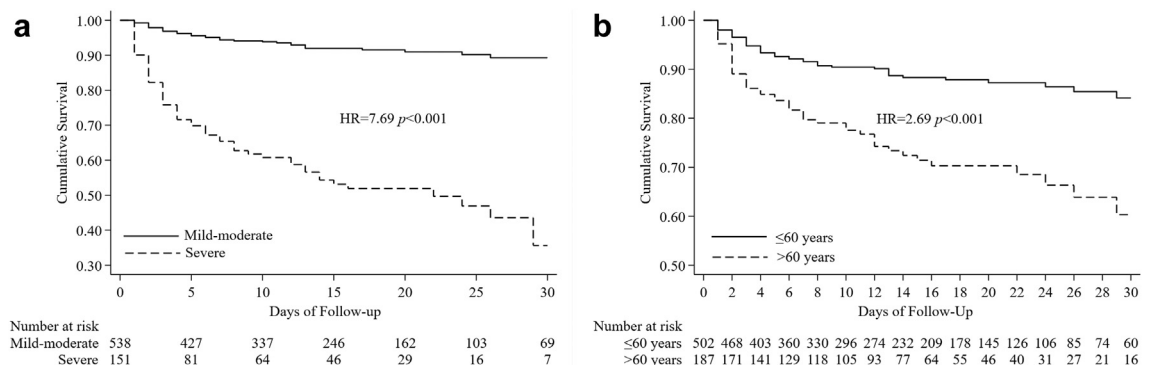 a
1.00
0.90
0.80
0.70
0.60
0.50
0.40
0.30
Cumulative Survival
HR=7.69 p<0.001
Mild-moderate
Severe
0 5 10 15 20 25 30
Days of Follow-up
Number at risk
Mild-moderate 538 427 337 246 162 103 69
Severe 151 81 64 46 29 16 7
b
1.00
0.90
0.80
0.70
0.60
0.50
Cumulative Survival
HR=2.69 p<0.001
≤60 years
>60 years
0 2 4 6 8 10 12 14 16 18 20 22 24 26 28 30
Days of Follow-Up
Number at risk
≤60 years 502 468 403 360 330 296 274 232 209 178 145 126 106 85 74 60
>60 years 187 171 141 129 118 105 93 77 64 55 46 40 31 27 21 16